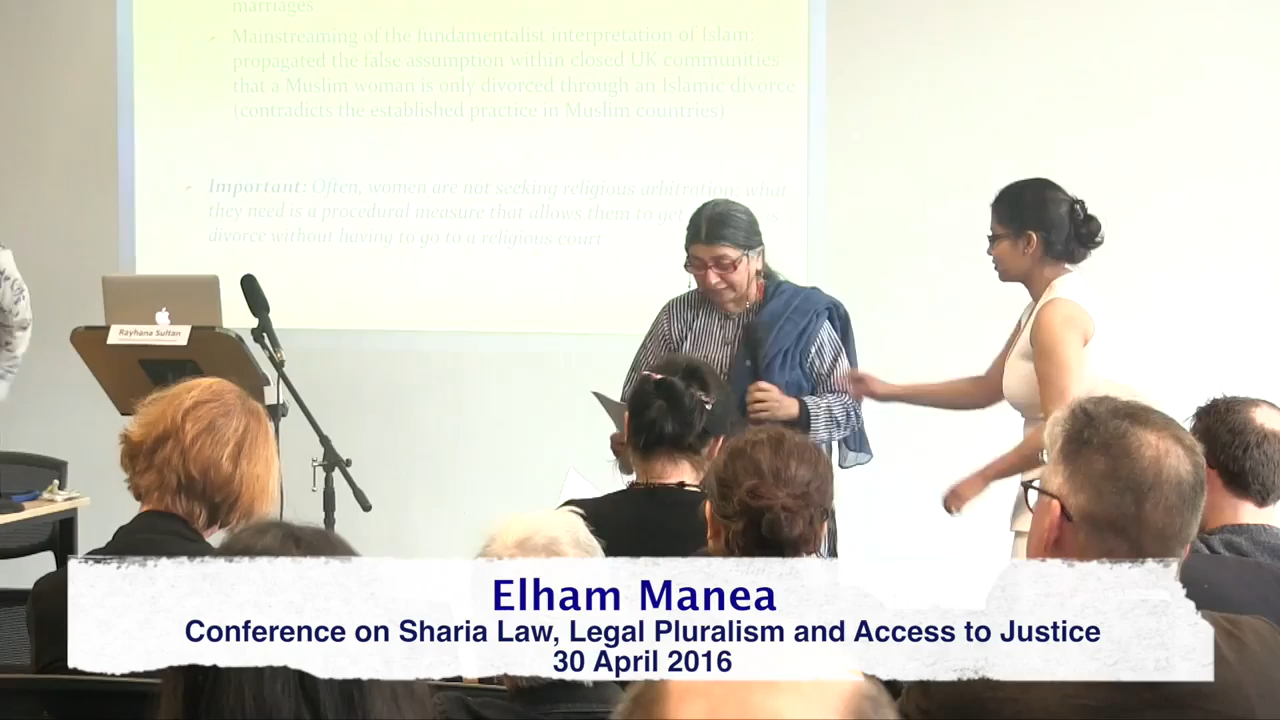 marriages
Mainstreaming of the fundamentalist interpretation of Islam:
propagated the false assumption within closed UK communities
that a Muslim woman is only divorced through an Islamic divorce
(contradicts the established practice in Muslim countries)
Important: Often, women are not seeking religious arbitration, what
they need is a procedural measure that allows them to get
divorce without having to go to a religious court
Rayhana Sultan
Elham Manea
Conference on Sharia Law, Legal Pluralism and Access to Justice
30 April 2016